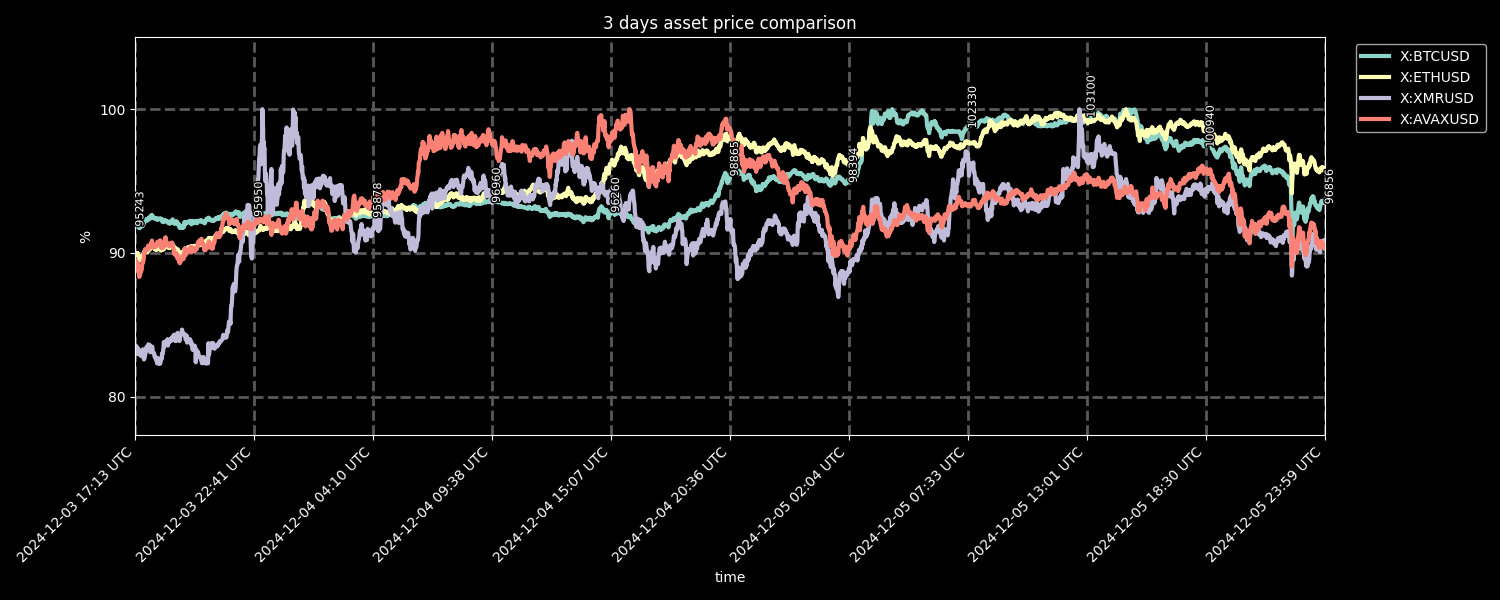 3 days asset price comparison
X:BTCUSD
X:ETHUSD
X:XMRUSD
X:AVAXUSD
100
90
80
%
95243
95950
95878
96960
96260
98865
98394
102330
103100
100940
96856
2024-12-03 17:13 UTC
2024-12-03 22:41 UTC
2024-12-04 04:10 UTC
2024-12-04 09:38 UTC
2024-12-04 15:07 UTC
2024-12-04 20:36 UTC
2024-12-05 02:04 UTC
2024-12-05 07:33 UTC
2024-12-05 13:01 UTC
2024-12-05 18:30 UTC
2024-12-05 23:59 UTC
time